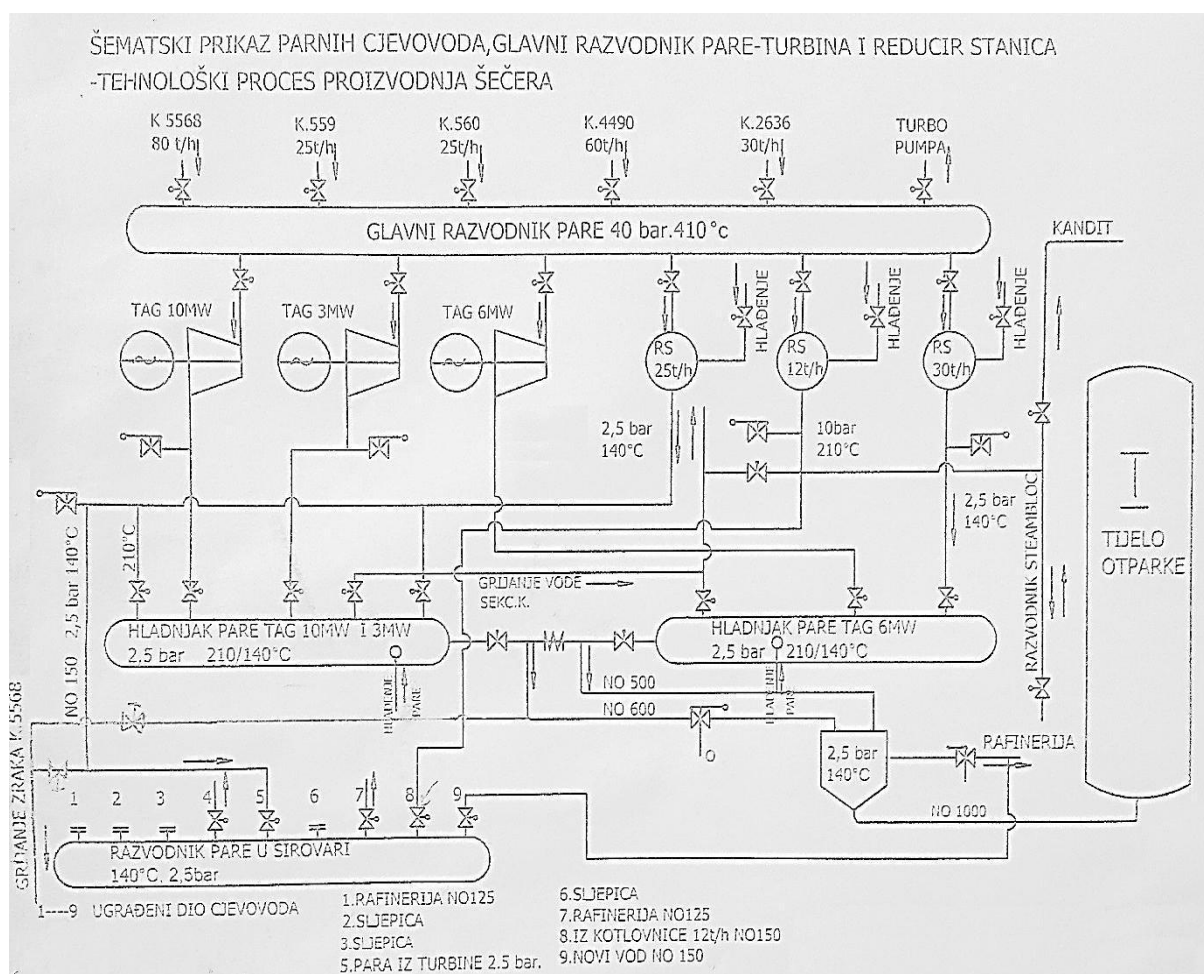 ŠEMATSKI PRIKAZ PARNIH CJEVOVODA,GLAVNI RAZVODNIK PARE-TURBINA I REDUCIR STANICA
-TEHNOLOŠKI PROCES PROIZVODNJA ŠEČERA
K 5568
80 t/h
K.559
25t/h
K.560
25t/h
K.4490
60t/h
K.2636
30t/h
TURBO
PUMPA
GLAVNI RAZVODNIK PARE 40 bar.410°c
KANDIT
TAG 10MW
TAG 3MW
TAG 6MW
RS
25t/h
HLAĐENJE
RS
12t/h
HLAĐENJE
RS
30t/h
HLAĐENJE
2,5 bar
140°C
10bar
210°C
2,5 bar
140°C
TIJELO
OTPARKE
RAZVODNIK STEAMBLOC
NO 150 2,5 bar 140°C
210°C
GRIJANJE VODE
SEKC.K.
HLADNJAK PARE TAG 10MW I 3MW
2,5 bar 210/140°C
HLADNJAK PARE TAG 6MW
2,5 bar 210/140°C
HLAĐENJE
PARE
HLAĐENJE
PARE
NO 500
NO 600
GRIJANJE ZRAKA K.5568
2,5 bar
140°C
RAFINERIJA
NO 1000
1 2 3 4 5 6 7 8 9
RAZVODNIK PARE U SIROVARI
140°C, 2,5bar
1----9 UGRAĐENI DIO CJEVOVODA
1.RAFINERIJA NO125
2.SLJEPICA
3.SLJEPICA
5.PARA IZ TURBINE 2.5 bar.
6.SLJEPICA
7.RAFINERIJA NO125
8.IZ KOTLOVNICE 12t/h NO150
9.NOVI VOD NO 150